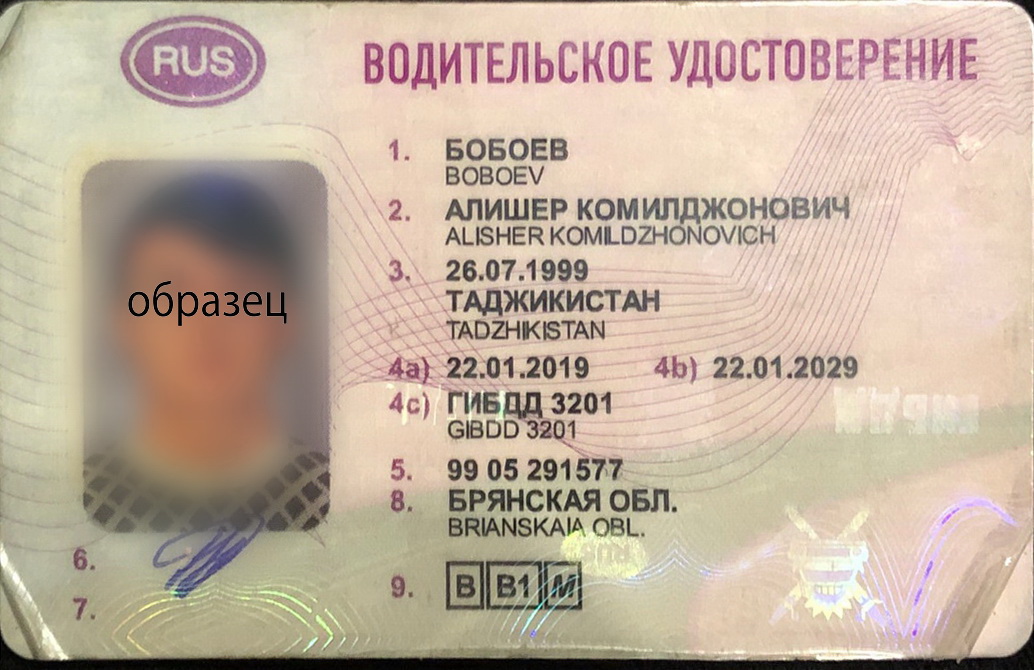 RUS
ВОДИТЕЛЬСКОЕ УДОСТОВЕРЕНИЕ
1. БОБОЕВ
BOBOEV
2. АЛИШЕР КОМИЛДЖОНОВИЧ
ALISHER KOMILDZHONOVICH
3. 26.07.1999
ТАДЖИКИСТАН
TADZHIKISTAN
образец
4a) 22.01.2019 4b) 22.01.2029
4c) ГИБДД 3201
GIBDD 3201
5. 99 05 291577
8. БРЯНСКАЯ ОБЛ.
BRIANSKAIA OBL.
6.
7.
9. B B1 M